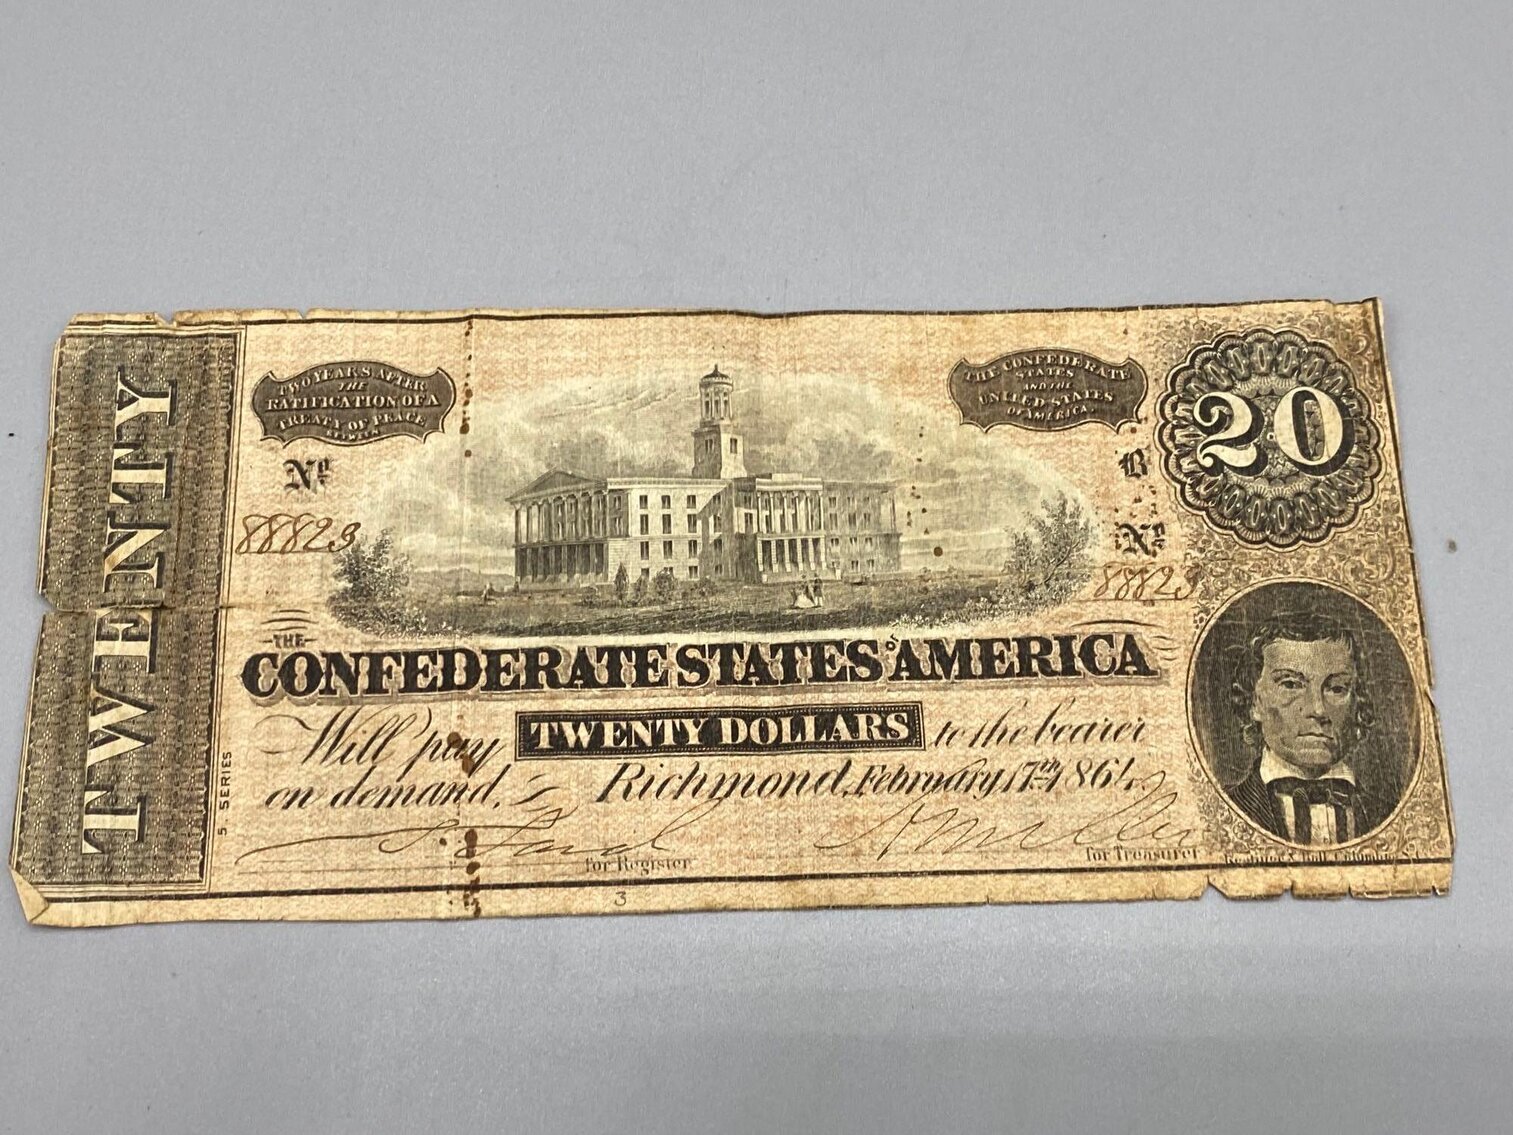 TWENTY
TWO YEARS AFTER
THE
RATIFICATION OF A
TREATY OF PEACE
BETWEEN
THE CONFEDERATE
STATES
AND THE
UNITED STATES
OF AMERICA.
20
No
88823
B
No
88823
THE
CONFEDERATE STATES OF AMERICA
Will pay TWENTY DOLLARS to the bearer
on demand, Richmond, February 17th 1864.
5 SERIES
for Register
for Treasurer
3